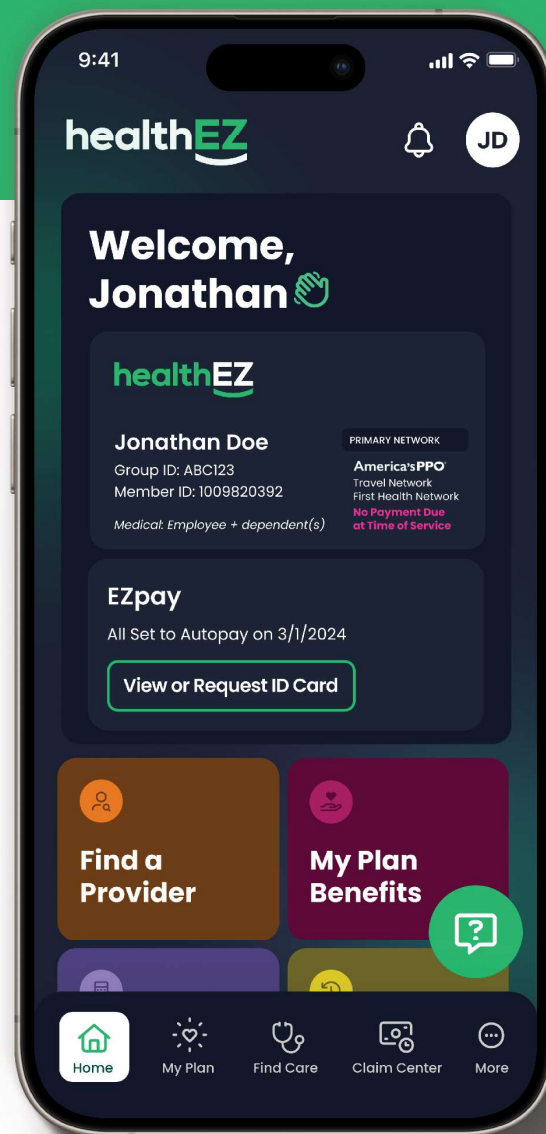 9:41
healthEZ
JD
Welcome,
Jonathan
healthEZ
Jonathan Doe
Group ID: ABC123
Member ID: 1009820392
Medical: Employee + dependent(s)
PRIMARY NETWORK
America'sPPO
Travel Network
First Health Network
No Payment Due
at Time of Service
EZpay
All Set to Autopay on 3/1/2024
View or Request ID Card
Find a
Provider
My Plan
Benefits
?
Home
My Plan
Find Care
Claim Center
More